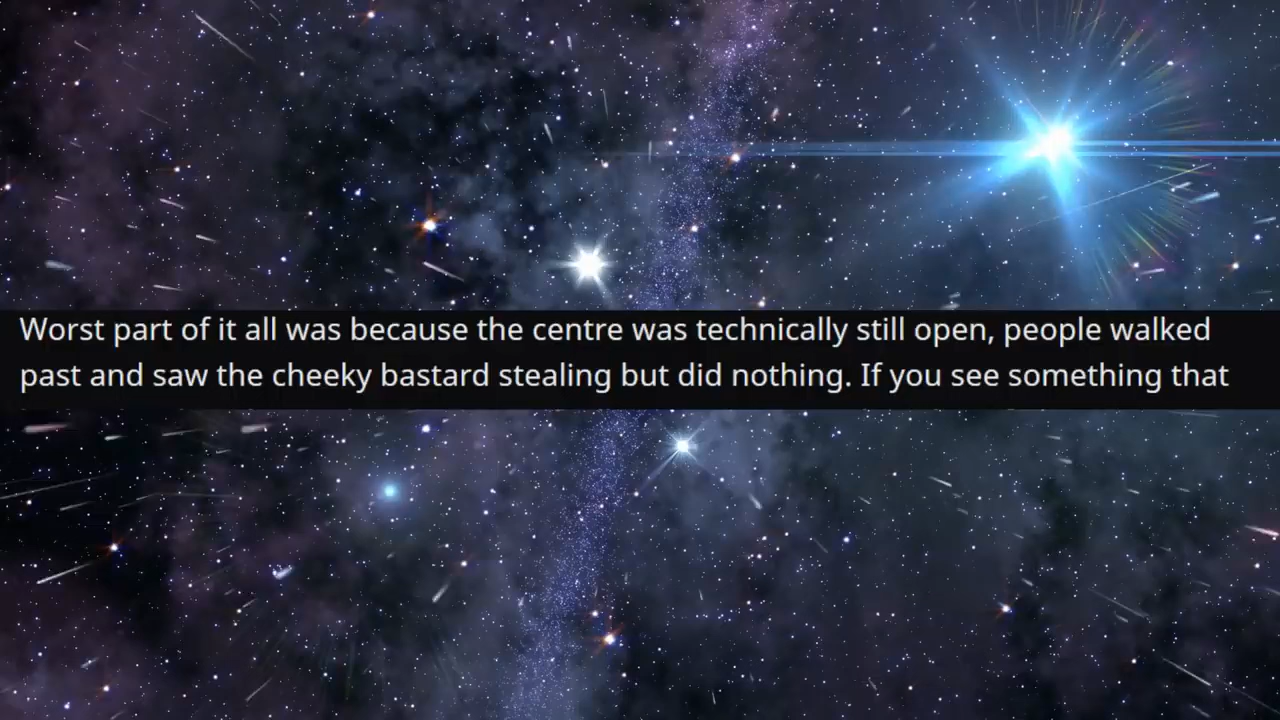 Worst part of it all was because the centre was technically still open, people walked
past and saw the cheeky bastard stealing but did nothing. If you see something that